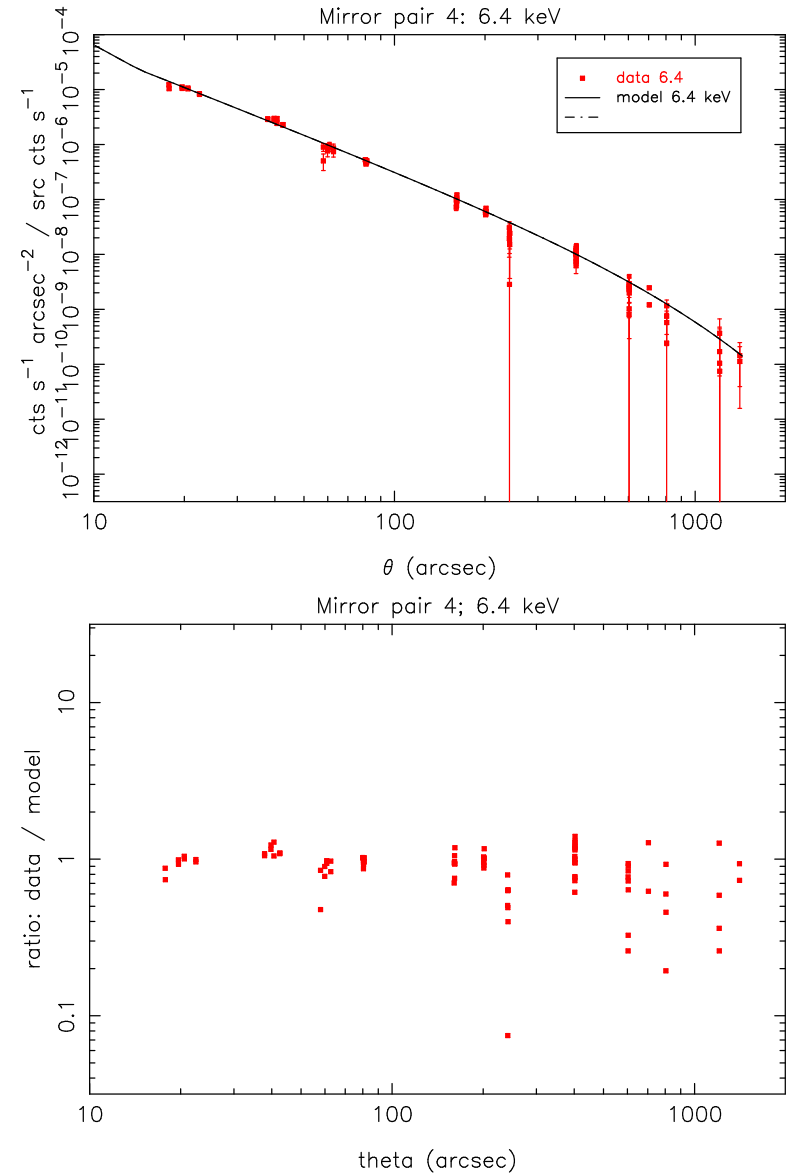 Mirror pair 4: 6.4 keV
cts s⁻¹ arcsec⁻² / src cts s⁻¹
10⁻⁴
10⁻⁵
10⁻⁶
10⁻⁷
10⁻⁸
10⁻⁹
10⁻¹⁰
10⁻¹¹
10⁻¹²
data 6.4
model 6.4 keV
10 100 1000
θ (arcsec)
Mirror pair 4; 6.4 keV
ratio: data / model
10
1
0.1
10 100 1000
theta (arcsec)